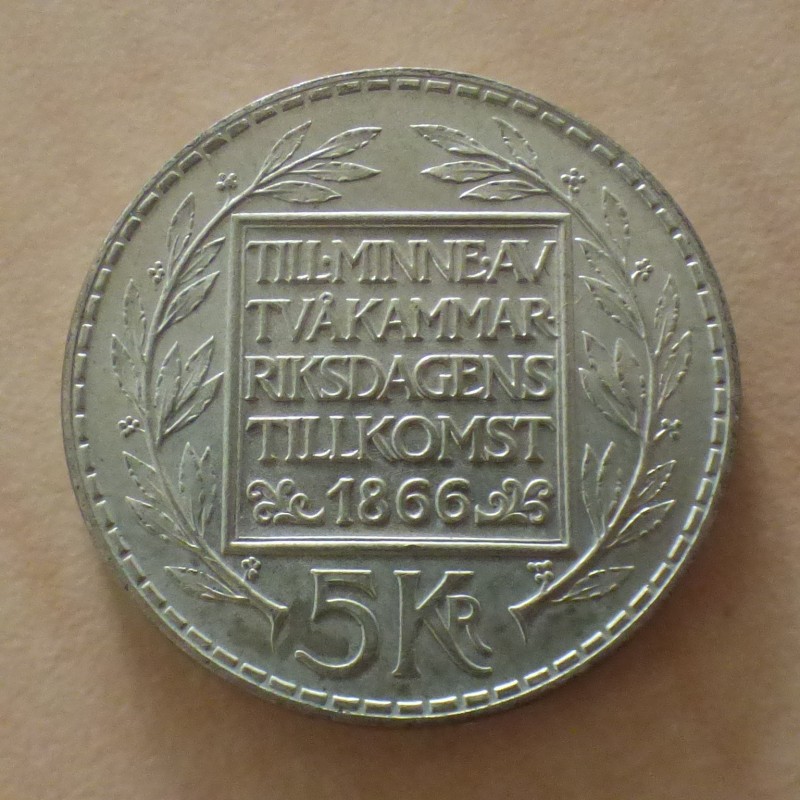 TILL·MINNE·AV
TVÅKAMMAR-
RIKSDAGENS
TILLKOMST
1866
5 KR